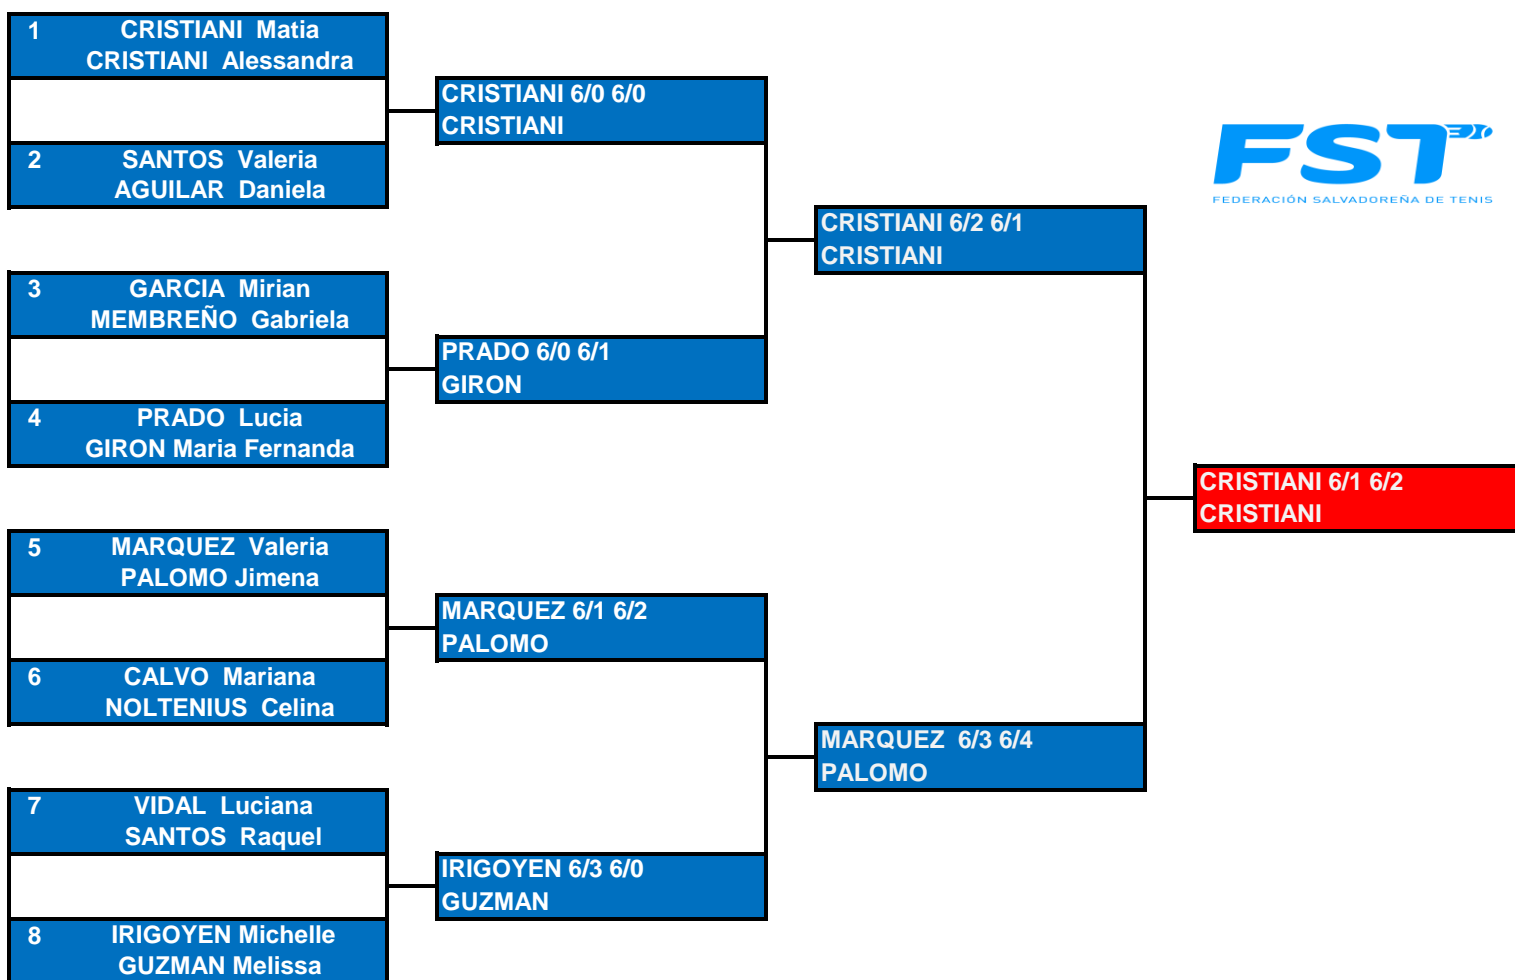 1 CRISTIANI Matia
CRISTIANI Alessandra
2 SANTOS Valeria
AGUILAR Daniela
3 GARCIA Mirian
MEMBREÑO Gabriela
4 PRADO Lucia
GIRON Maria Fernanda
5 MARQUEZ Valeria
PALOMO Jimena
6 CALVO Mariana
NOLTENIUS Celina
7 VIDAL Luciana
SANTOS Raquel
8 IRIGOYEN Michelle
GUZMAN Melissa
CRISTIANI 6/0 6/0
CRISTIANI
PRADO 6/0 6/1
GIRON
MARQUEZ 6/1 6/2
PALOMO
IRIGOYEN 6/3 6/0
GUZMAN
CRISTIANI 6/2 6/1
CRISTIANI
MARQUEZ 6/3 6/4
PALOMO
FST
FEDERACIÓN SALVADOREÑA DE TENIS
CRISTIANI 6/1 6/2
CRISTIANI